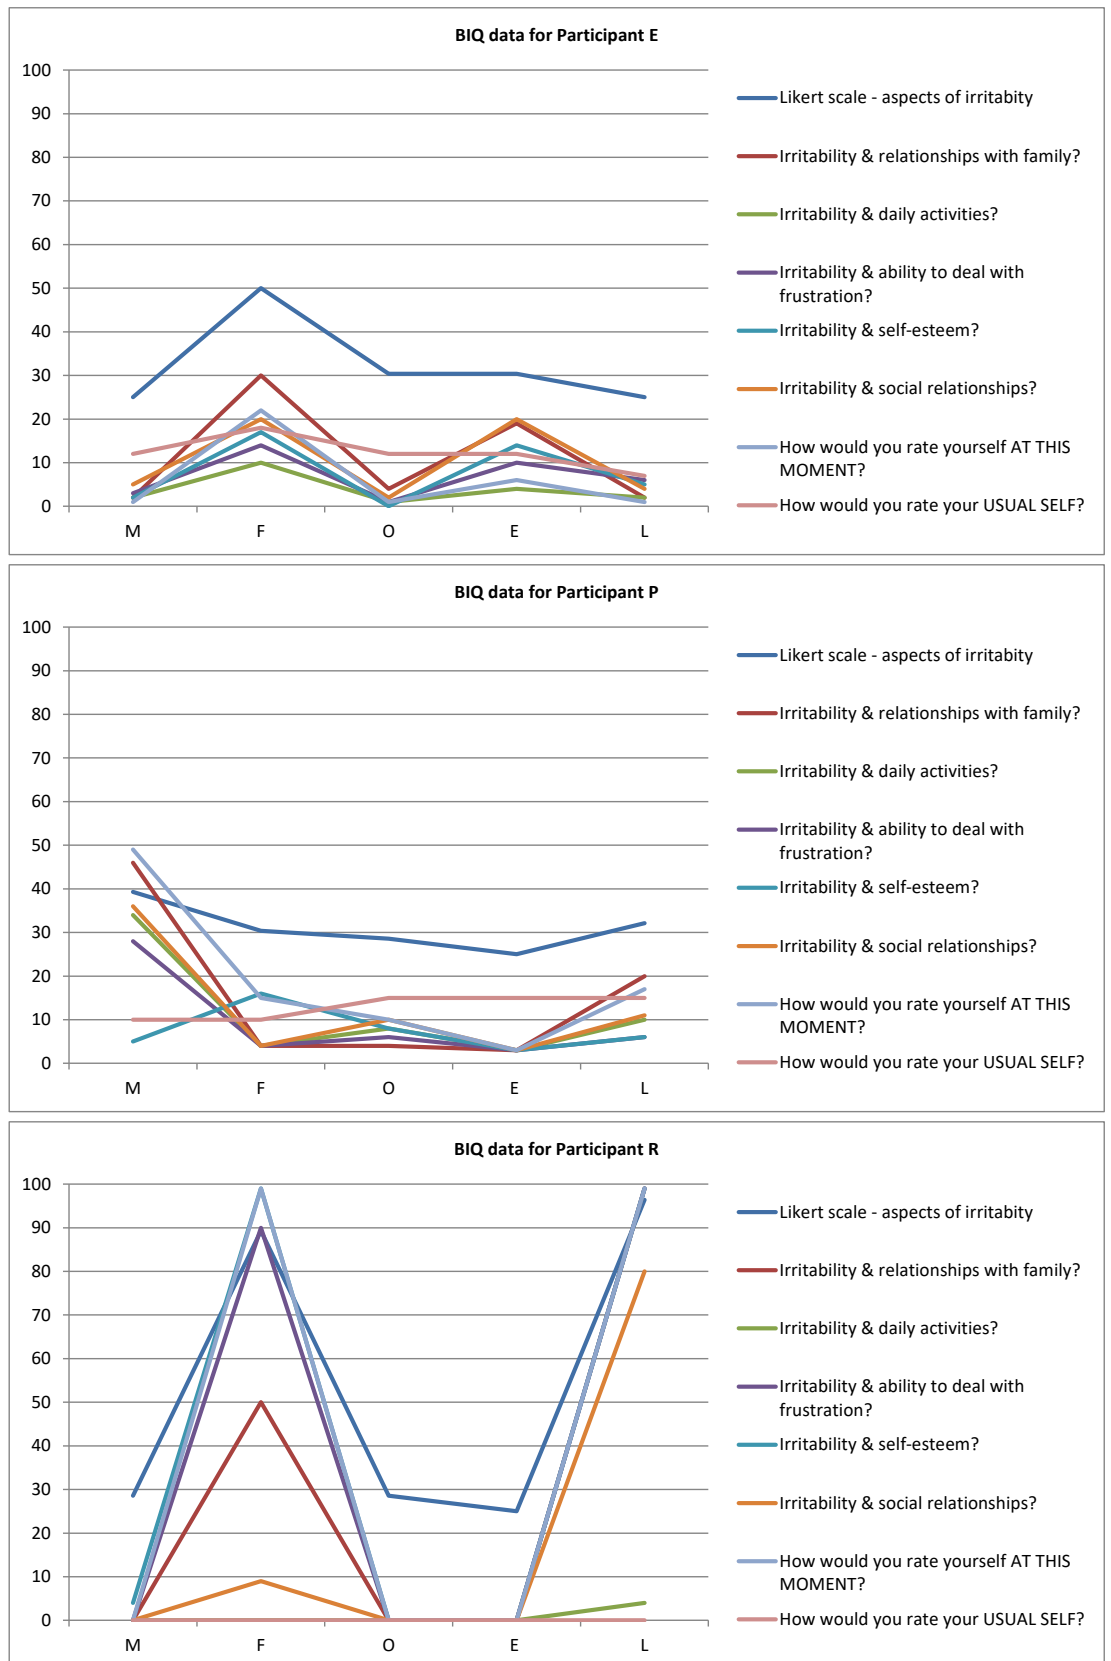 BIQ data for Participant E
100
90
80
70
60
50
40
30
20
10
0
M F O E L
Likert scale - aspects of irritabity
Irritability & relationships with family?
Irritability & daily activities?
Irritability & ability to deal with
frustration?
Irritability & self-esteem?
Irritability & social relationships?
How would you rate yourself AT THIS
MOMENT?
How would you rate your USUAL SELF?
BIQ data for Participant P
100
90
80
70
60
50
40
30
20
10
0
M F O E L
Likert scale - aspects of irritabity
Irritability & relationships with family?
Irritability & daily activities?
Irritability & ability to deal with
frustration?
Irritability & self-esteem?
Irritability & social relationships?
How would you rate yourself AT THIS
MOMENT?
How would you rate your USUAL SELF?
BIQ data for Participant R
100
90
80
70
60
50
40
30
20
10
0
M F O E L
Likert scale - aspects of irritabity
Irritability & relationships with family?
Irritability & daily activities?
Irritability & ability to deal with
frustration?
Irritability & self-esteem?
Irritability & social relationships?
How would you rate yourself AT THIS
MOMENT?
How would you rate your USUAL SELF?